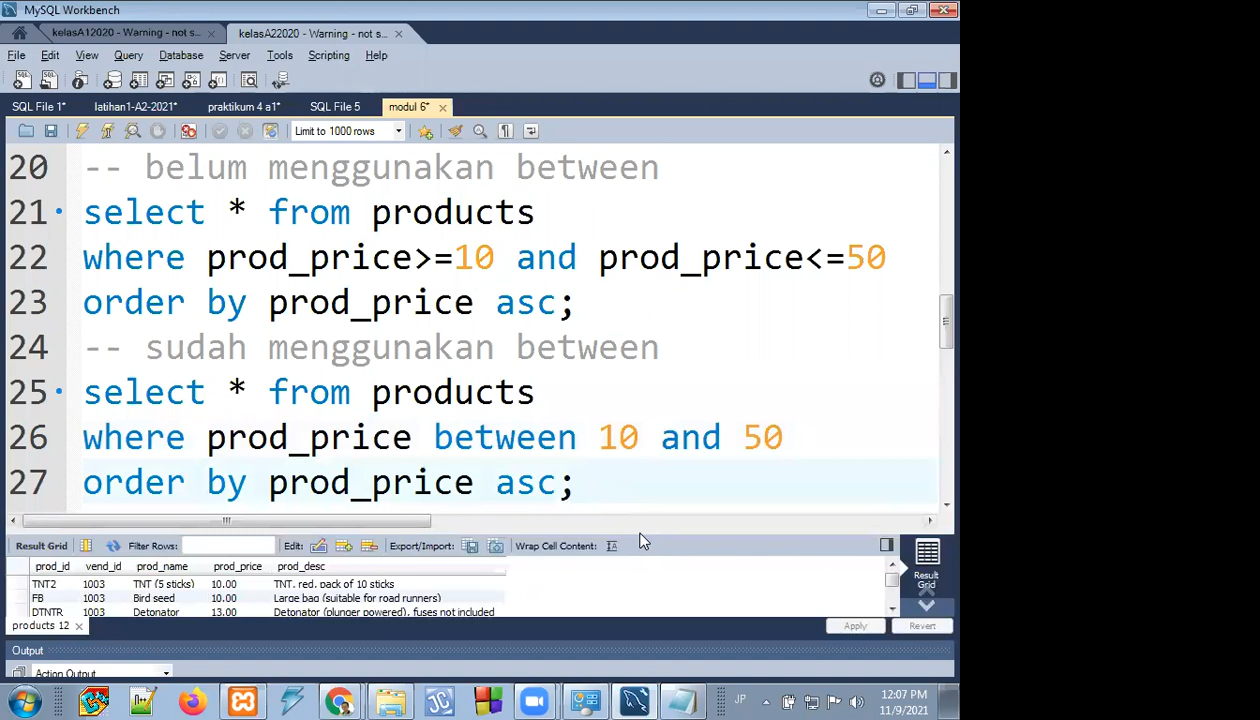 MySQL Workbench
kelasA12020 - Warning - not s...
kelasA22020 - Warning - not s...
File Edit View Query Database Server Tools Scripting Help
SQL File 1* latihan1-A2-2021* praktikum 4 a1* SQL File 5 modul 6*
Limit to 1000 rows
20 -- belum menggunakan between
21 select * from products
22 where prod_price>=10 and prod_price<=50
23 order by prod_price asc;
24 -- sudah menggunakan between
25 select * from products
26 where prod_price between 10 and 50
27 order by prod_price asc;
Result Grid Filter Rows: Edit: Export/Import: Wrap Cell Content:
prod_id vend_id prod_name prod_price prod_desc
TNT2 1003 TNT (5 sticks) 10.00 TNT, red, pack of 10 sticks
FB 1003 Bird seed 10.00 Large bag (suitable for road runners)
DTNTR 1003 Detonator 13.00 Detonator (plunger powered), fuses not included
Result
Grid
products 12 Apply Revert
Output
Action Output
JP 12:07 PM
11/9/2021